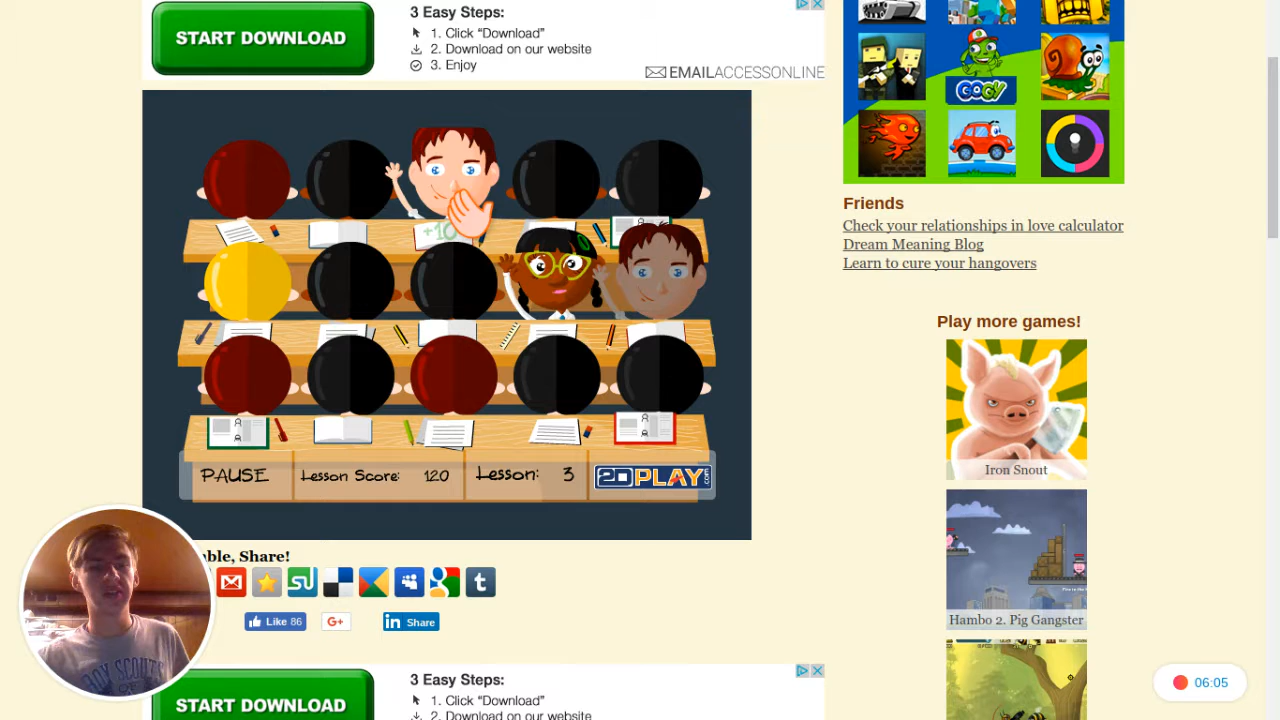 START DOWNLOAD
3 Easy Steps:
1. Click “Download”
2. Download on our website
3. Enjoy
EMAILACCESSONLINE
GOGY
Friends
Check your relationships in love calculator
Dream Meaning Blog
Learn to cure your hangovers
+10
Play more games!
Iron Snout
PAUSE
Lesson Score: 120
Lesson: 3
2DPLAY.com
ble, Share!
Like 86
G+
in Share
t
Hambo 2. Pig Gangster
START DOWNLOAD
3 Easy Steps:
1. Click “Download”
2. Download on our website
06:05